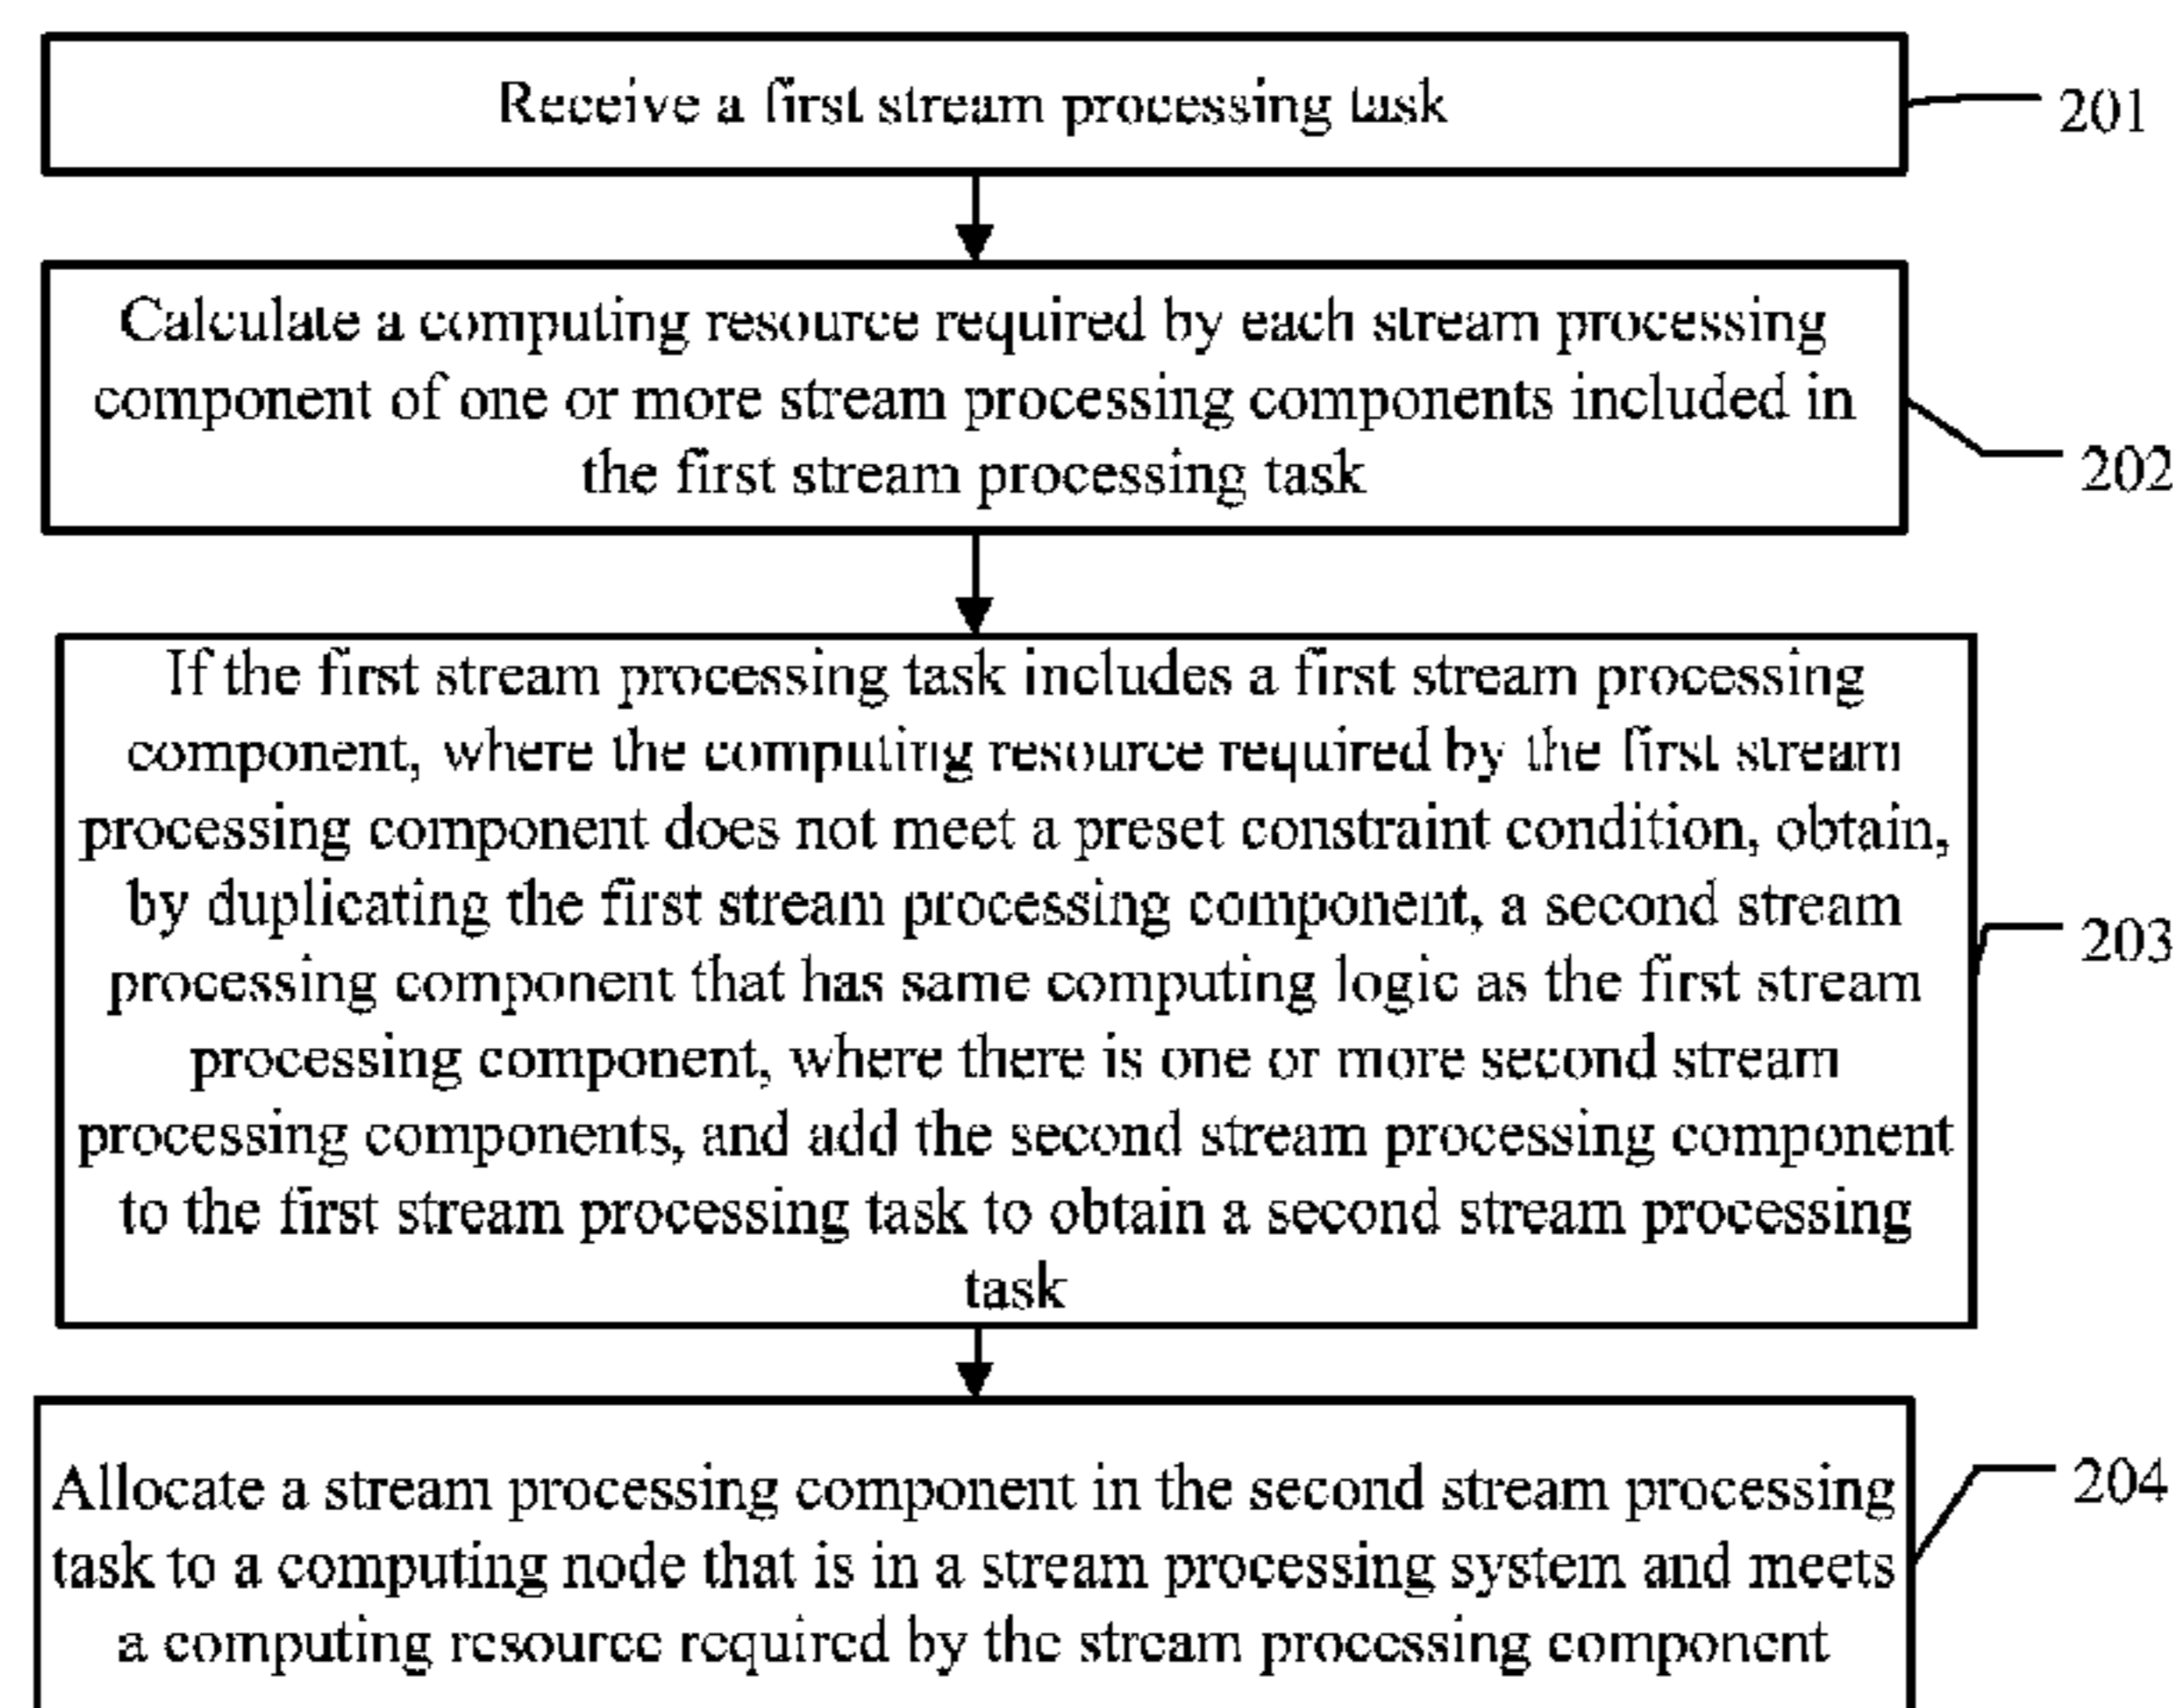 Receive a first stream processing task
201
Calculate a computing resource required by each stream processing
component of one or more stream processing components included in
the first stream processing task
202
If the first stream processing task includes a first stream processing
component, where the computing resource required by the first stream
processing component does not meet a preset constraint condition, obtain,
by duplicating the first stream processing component, a second stream
processing component that has same computing logic as the first stream
processing component, where there is one or more second stream
processing components, and add the second stream processing component
to the first stream processing task to obtain a second stream processing
task
203
Allocate a stream processing component in the second stream processing
task to a computing node that is in a stream processing system and meets
a computing resource required by the stream processing component
204